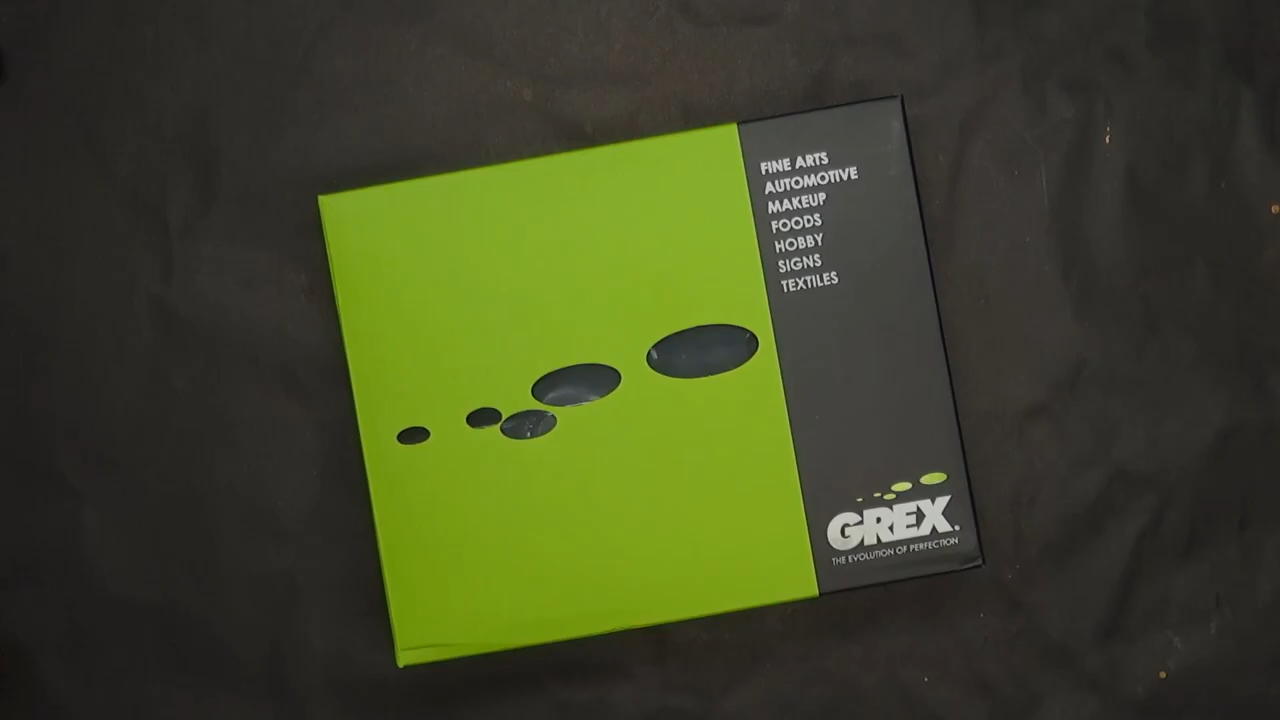 FINE ARTS
AUTOMOTIVE
MAKEUP
FOODS
HOBBY
SIGNS
TEXTILES
GREX.
THE EVOLUTION OF PERFECTION